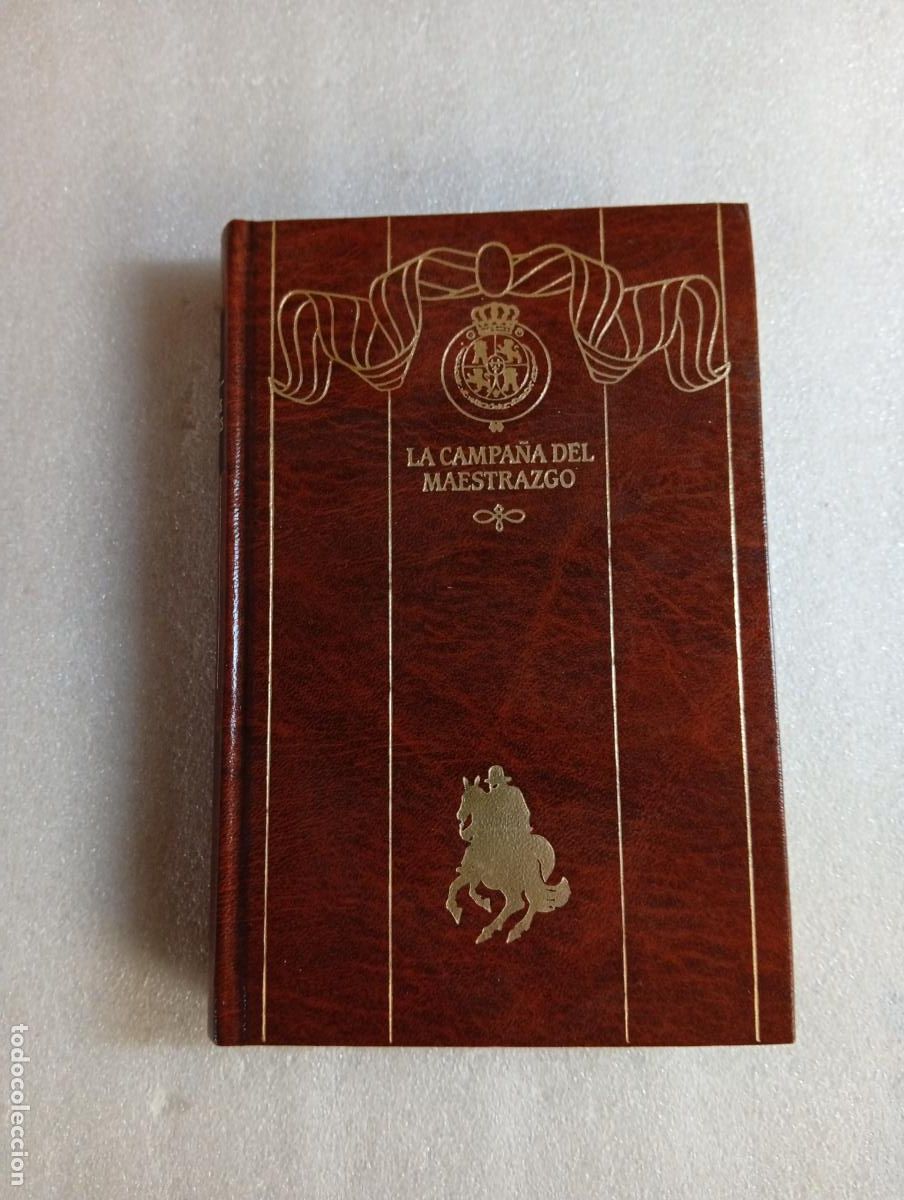 LA CAMPAÑA DEL
MAESTRAZGO
todocoleccion